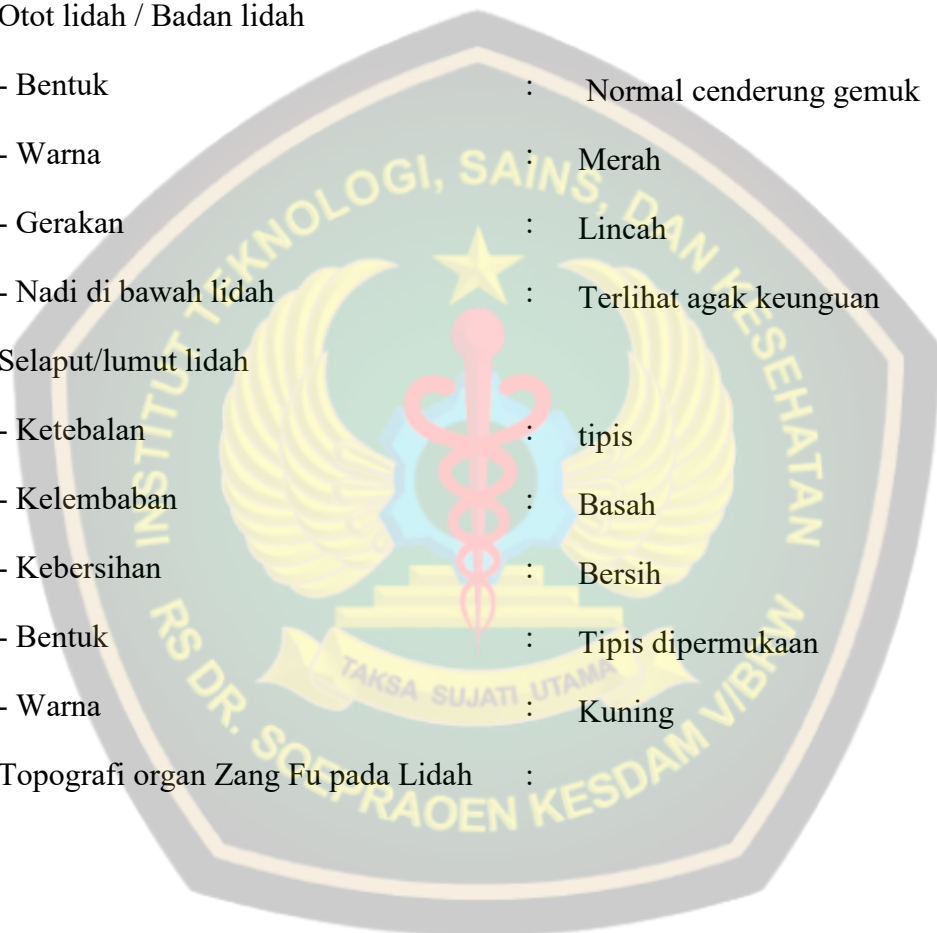 Otot lidah / Badan lidah
- Bentuk : Normal cenderung gemuk
- Warna : Merah
- Gerakan : Lincah
- Nadi di bawah lidah : Terlihat agak keunguan
Selaput/lumut lidah
- Ketebalan : tipis
- Kelembaban : Basah
- Kebersihan : Bersih
- Bentuk : Tipis dipermukaan
- Warna : Kuning
Topografi organ Zang Fu pada Lidah :
INSTITUT TEKNOLOGI, SAINS, DAN KESEHATAN
RS DR. SOEPRAOEN KESDAM V/BRW
TAKSA SUJATI UTAMA